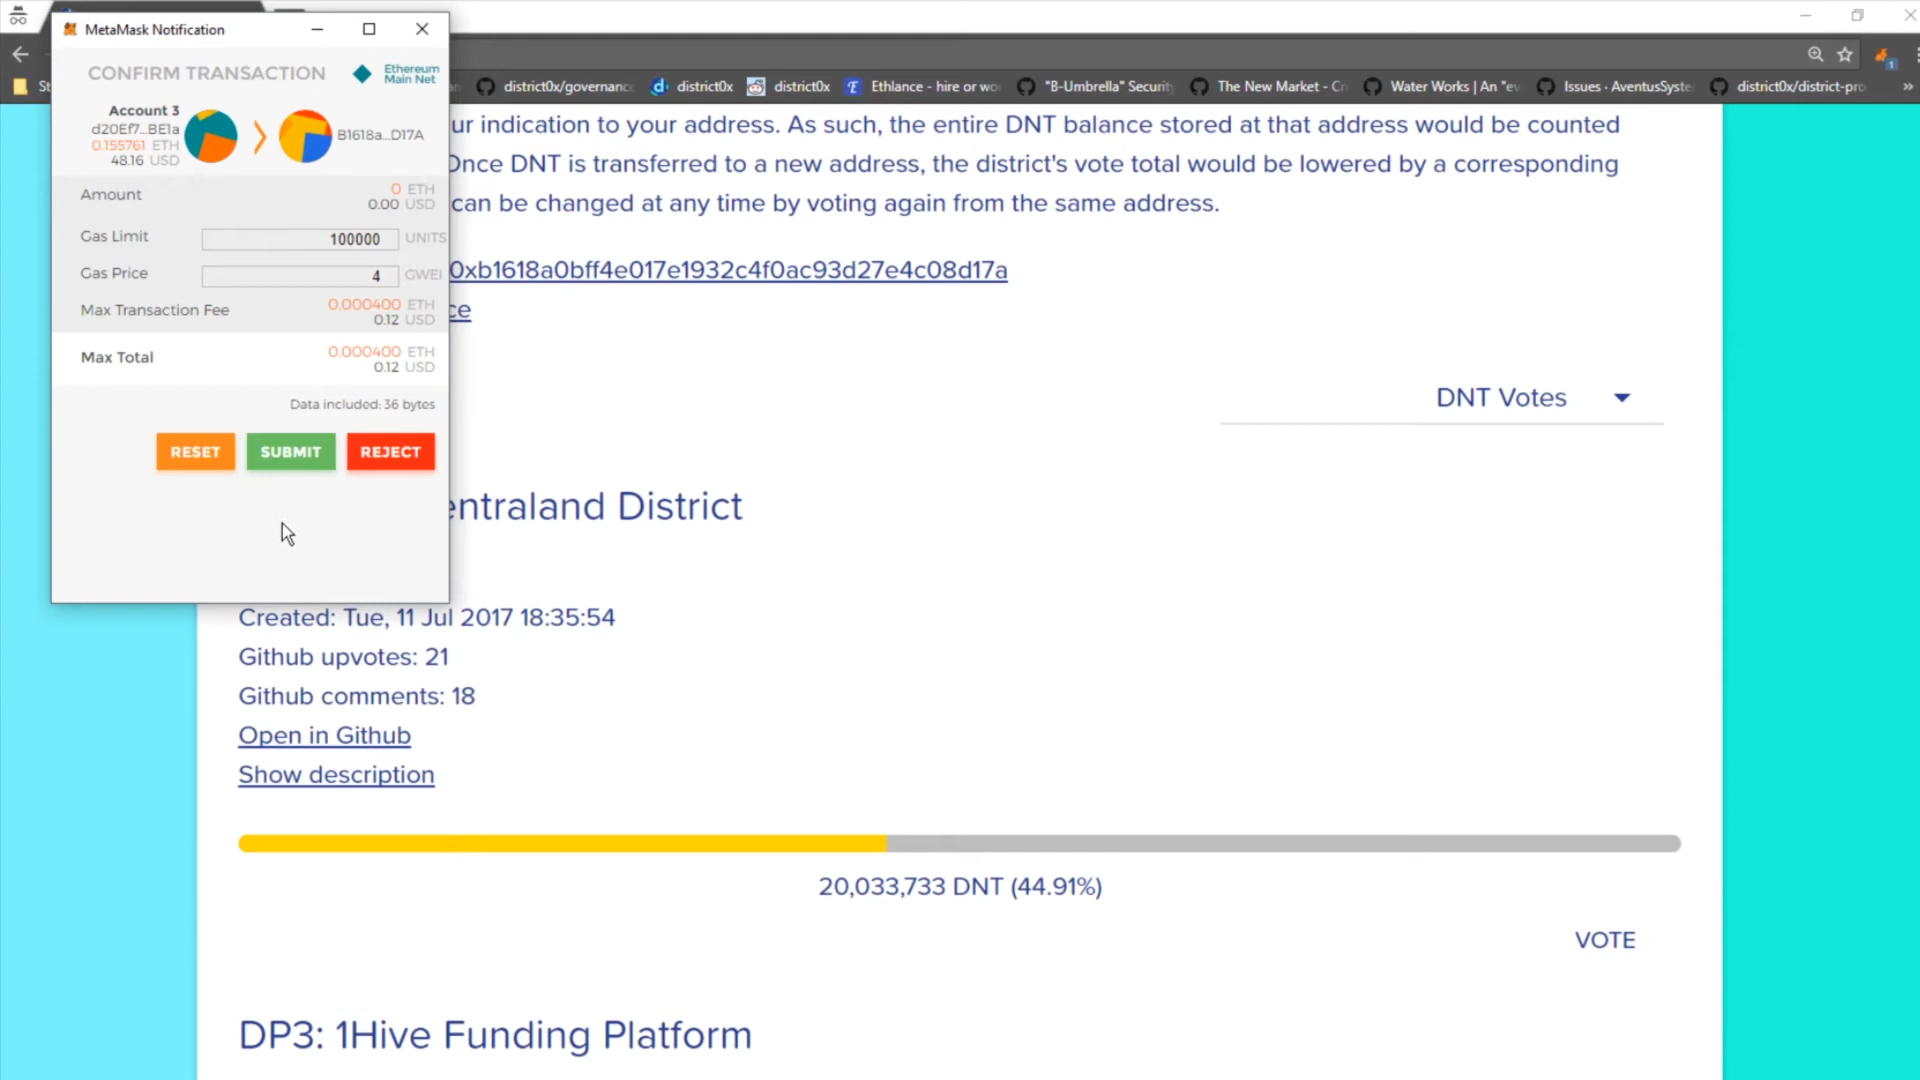 MetaMask Notification
CONFIRM TRANSACTION
Ethereum
Main Net
Account 3
d20Ef7...BE1a
0.155761 ETH
48.16 USD
B1618a...D17A
Amount
0 ETH
0.00 USD
Gas Limit
100000 UNITS
Gas Price
4 GWEI
Max Transaction Fee
0.000400 ETH
0.12 USD
Max Total
0.000400 ETH
0.12 USD
Data included: 36 bytes
RESET SUBMIT REJECT
district0x/governanc
district0x
district0x
Ethlance - hire or wo
"B-Umbrella" Security
The New Market - Cr
Water Works | An "ev
Issues · AventusSyste
district0x/district-pro
»
1
St
ur indication to your address. As such, the entire DNT balance stored at that address would be counted
Once DNT is transferred to a new address, the district's vote total would be lowered by a corresponding
can be changed at any time by voting again from the same address.
0xb1618a0bff4e017e1932c4f0ac93d27e4c08d17a
ce
DNT Votes
entraland District
Created: Tue, 11 Jul 2017 18:35:54
Github upvotes: 21
Github comments: 18
Open in Github
Show description
20,033,733 DNT (44.91%)
VOTE
DP3: 1Hive Funding Platform